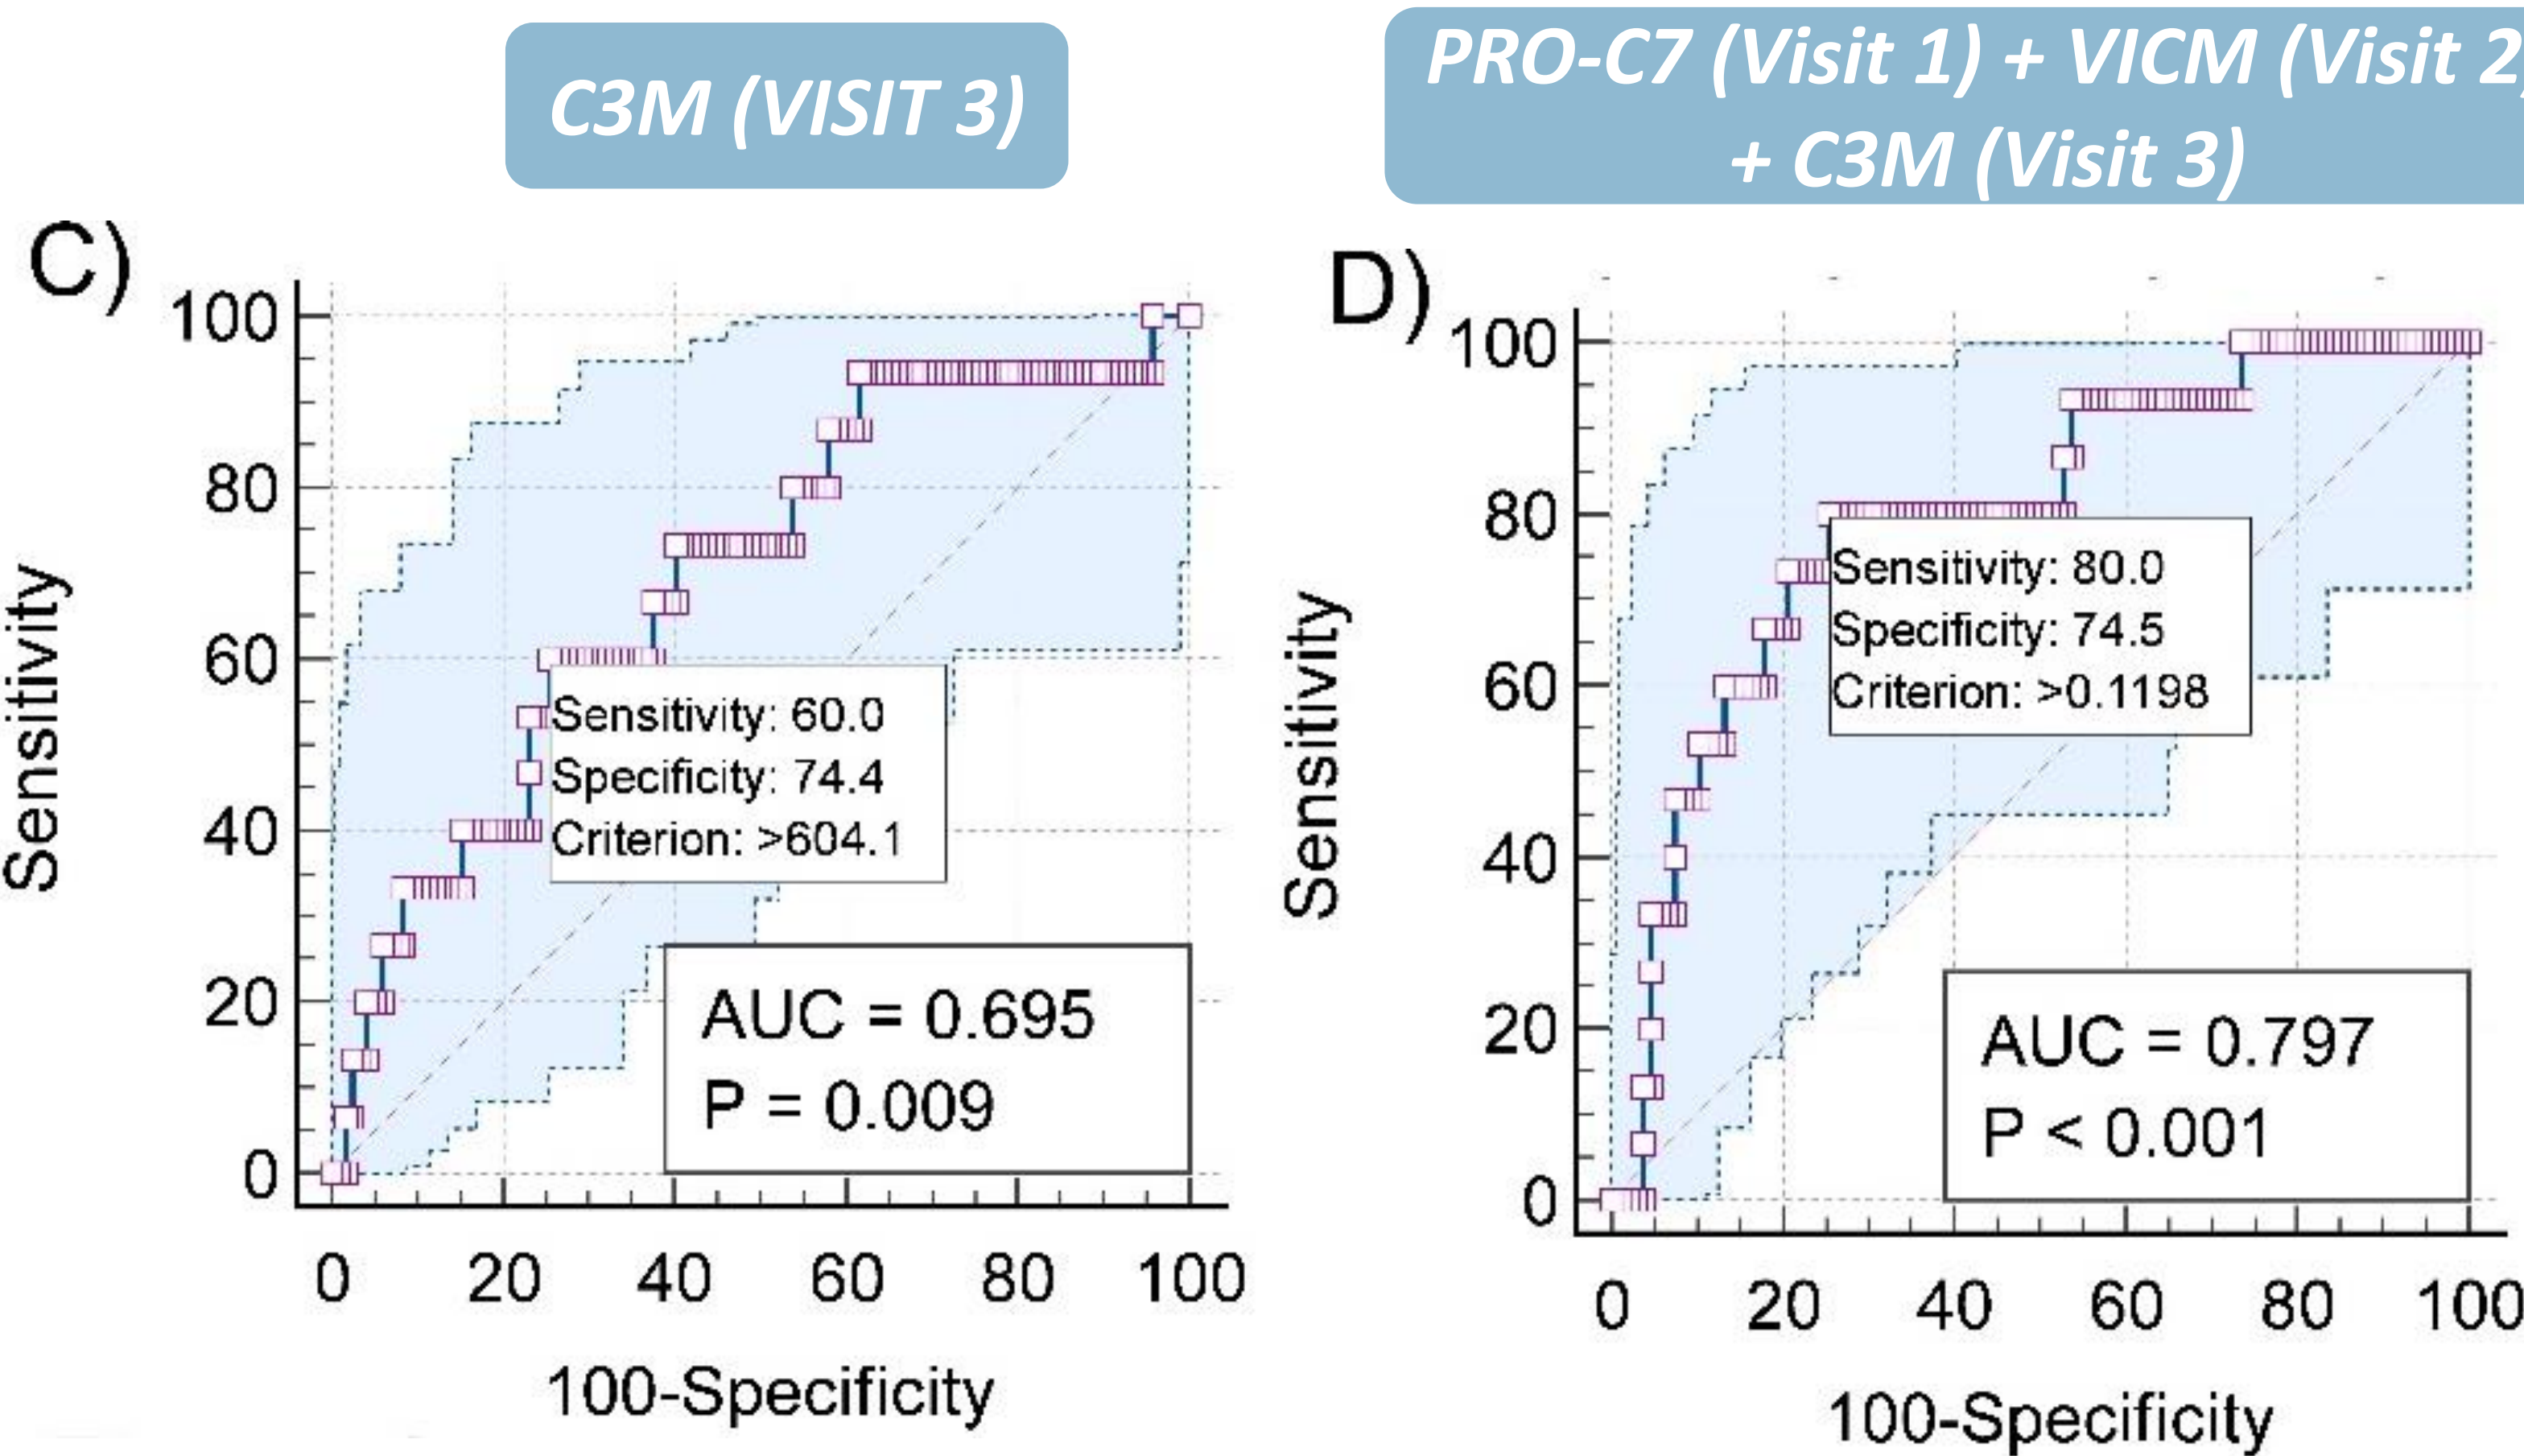 C3M (VISIT 3)
PRO-C7 (Visit 1) + VICM (Visit 2)
+ C3M (Visit 3)
C)
Sensitivity
100
80
60
40
20
0
Sensitivity: 60.0
Specificity: 74.4
Criterion: >604.1
AUC = 0.695
P = 0.009
0 20 40 60 80 100
100-Specificity
D)
Sensitivity
100
80
60
40
20
0
Sensitivity: 80.0
Specificity: 74.5
Criterion: >0.1198
AUC = 0.797
P < 0.001
0 20 40 60 80 100
100-Specificity